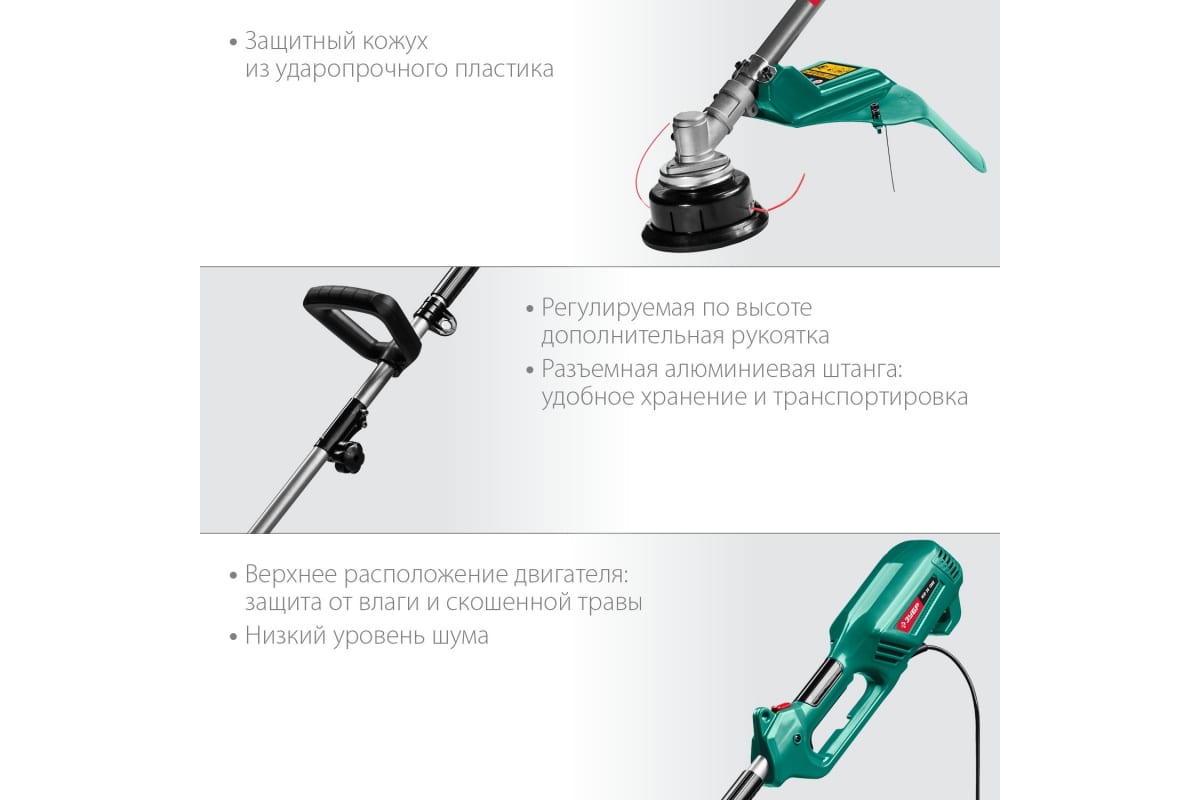 • Защитный кожух
из ударопрочного пластика
• Регулируемая по высоте
дополнительная рукоятка
• Разъемная алюминиевая штанга:
удобное хранение и транспортировка
• Верхнее расположение двигателя:
защита от влаги и скошенной травы
• Низкий уровень шума
ЗУБР